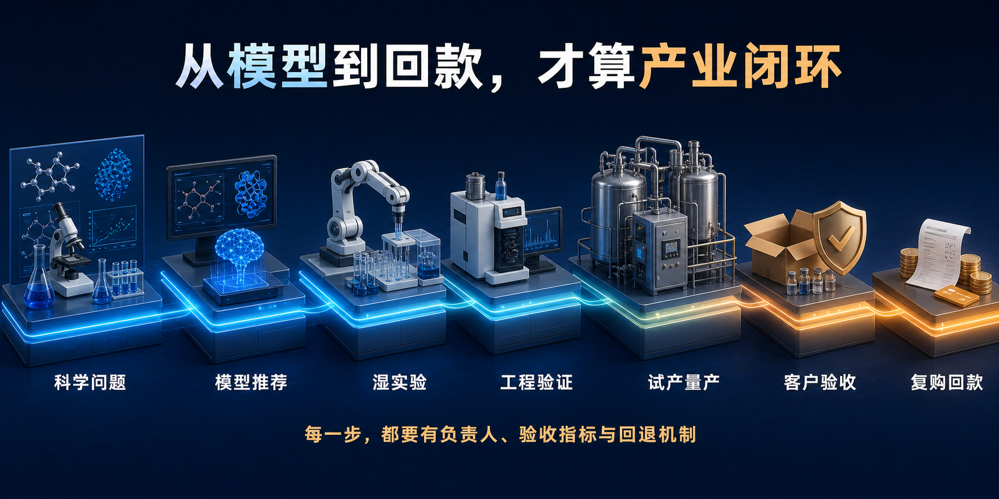 从模型到回款，才算产业闭环
科学问题
模型推荐
湿实验
工程验证
试产量产
客户验收
复购回款
每一步，都要有负责人、验收指标与回退机制